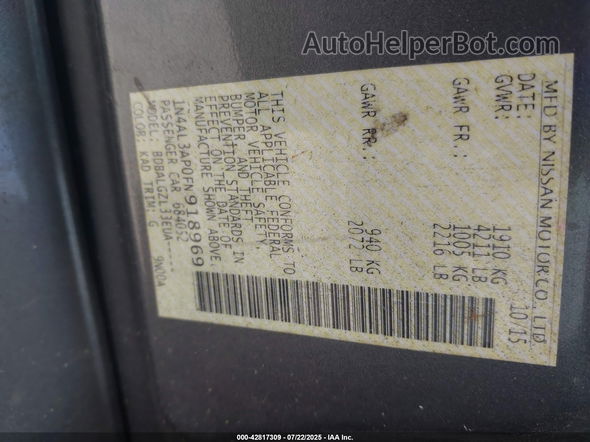 AutoHelperBot.com
MFD BY NISSAN MOTOR CO., LTD.
DATE: 10/15
GVWR: 1910 KG
4211 LB
GAWR FR.: 1005 KG
2216 LB
GAWR RR.: 940 KG
2072 LB
THIS VEHICLE CONFORMS TO
ALL APPLICABLE FEDERAL
MOTOR VEHICLE SAFETY,
BUMPER AND THEFT
PREVENTION STANDARDS IN
EFFECT ON THE DATE OF
MANUFACTURE SHOWN ABOVE.
1N4AL3AP0FN918969
PASSENGER CAR 684052
MODEL: BDBALGZL33EUA----- 9N00A
COLOR: KAD TRIM: G
000-42817309 - 07/22/2025 - IAA Inc.